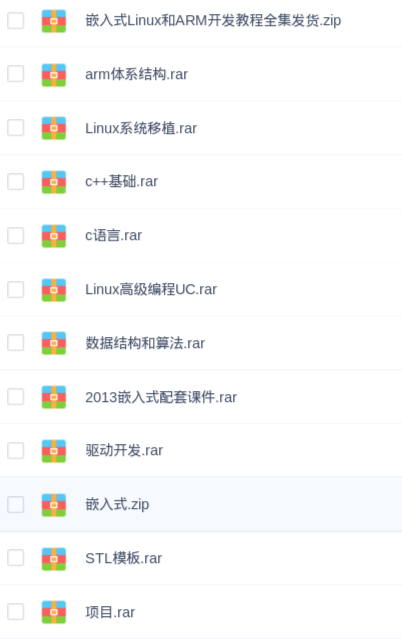 嵌入式Linux和ARM开发教程全集发货.zip
arm体系结构.rar
Linux系统移植.rar
c++基础.rar
c语言.rar
Linux高级编程UC.rar
数据结构和算法.rar
2013嵌入式配套课件.rar
驱动开发.rar
嵌入式.zip
STL模板.rar
项目.rar